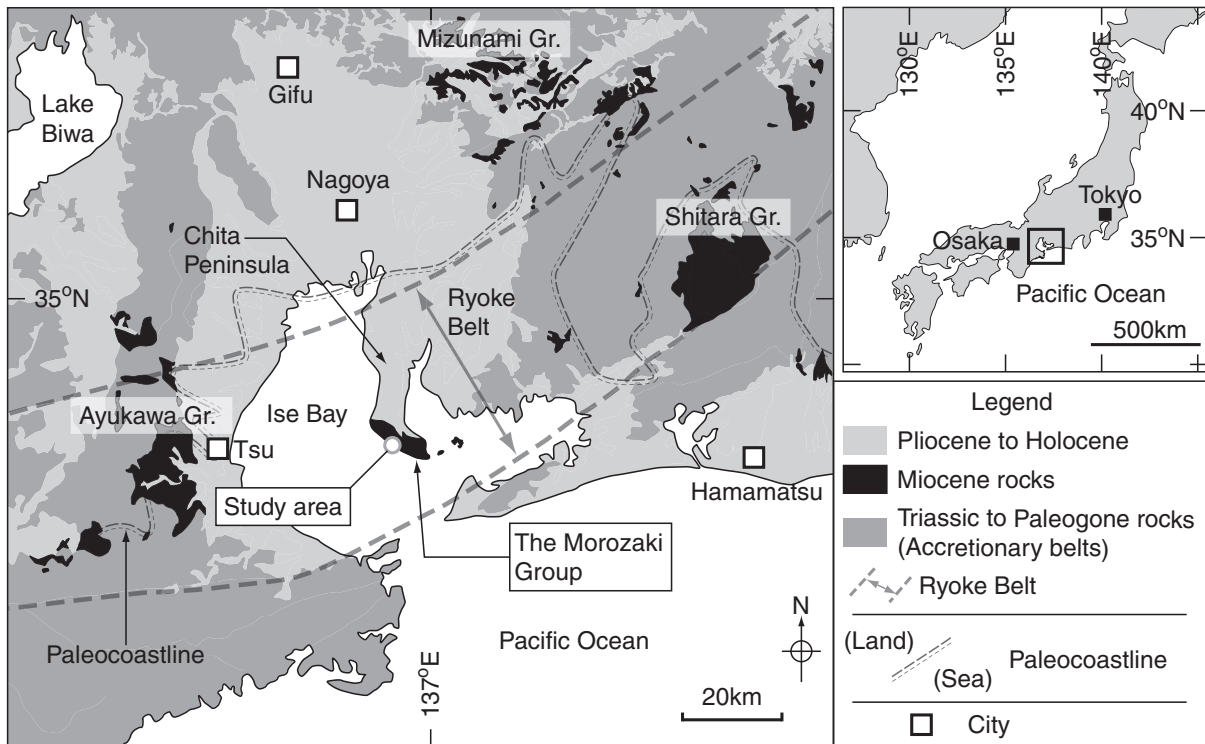 Mizunami Gr.
Gifu
Lake
Biwa
Nagoya
Chita
Peninsula
Shitara Gr.
35°N
Ryoke
Belt
Ayukawa Gr.
Ise Bay
Tsu
Study area
Hamamatsu
The Morozaki
Group
Paleocoastline
Pacific Ocean
N
137°E
20km
130°E
135°E
140°E
40°N
Tokyo
Osaka
35°N
Pacific Ocean
500km
Legend
Pliocene to Holocene
Miocene rocks
Triassic to Paleogone rocks
(Accretionary belts)
Ryoke Belt
(Land)
(Sea)
Paleocoastline
City